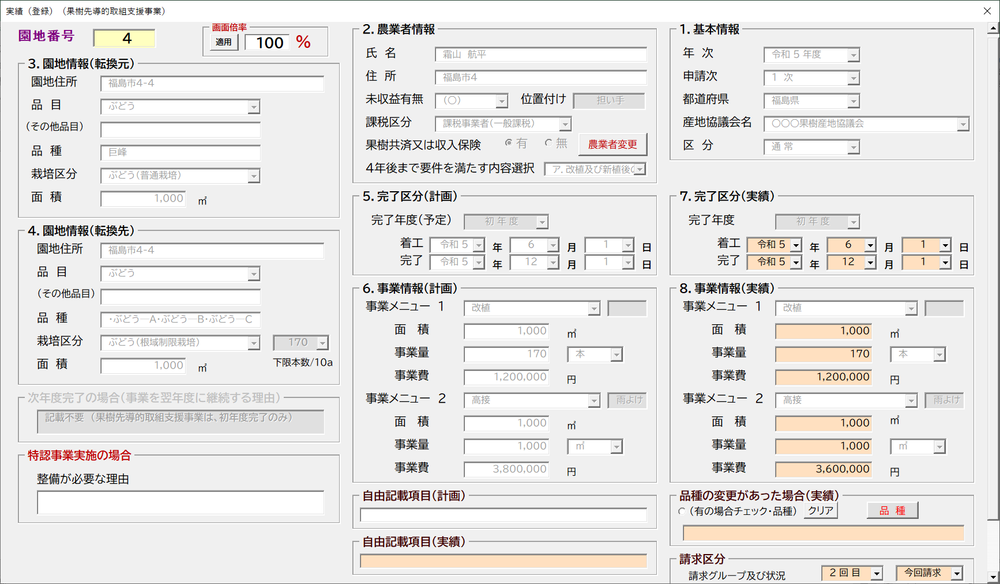 実績（登録）（果樹先導的取組支援事業）
園地番号 4
画面倍率
適用 100 %
3. 園地情報（転換元）
園地住所 福島市4-4
品 目 ぶどう
（その他品目）
品 種 巨峰
栽培区分 ぶどう（普通栽培）
面 積 1,000 ㎡
4. 園地情報（転換先）
園地住所 福島市4-4
品 目 ぶどう
（その他品目）
品 種 ・ぶどう―A・ぶどう―B・ぶどう―C
栽培区分 ぶどう（根域制限栽培） 170
面 積 1,000 ㎡ 下限本数/10a
次年度完了の場合（事業を翌年度に継続する理由）
記載不要 （果樹先導的取組支援事業は、初年度完了のみ）
特認事業実施の場合
整備が必要な理由
2. 農業者情報
氏 名 霜山 航平
住 所 福島市4
未収益有無 （〇） 位置付け 担い手
課税区分 課税事業者（一般課税）
果樹共済又は収入保険 有 無 農業者変更
4年後まで要件を満たす内容選択 ア．改植及び新植後の
5. 完了区分（計画）
完了年度（予定） 初 年 度
着工 令和 5 年 6 月 1 日
完了 令和 5 年 12 月 1 日
6. 事業情報（計画）
事業メニュー 1 改植
面 積 1,000 ㎡
事業量 170 本
事業費 1,200,000 円
事業メニュー 2 高接 雨よけ
面 積 1,000 ㎡
事業量 1,000 ㎡
事業費 3,800,000 円
自由記載項目（計画）
自由記載項目（実績）
1. 基本情報
年 次 令和 5 年度
申請次 1 次
都道府県 福島県
産地協議会名 〇〇〇果樹産地協議会
区 分 通 常
7. 完了区分（実績）
完了年度 初 年 度
着工 令和 5 年 6 月 1 日
完了 令和 5 年 12 月 1 日
8. 事業情報（実績）
事業メニュー 1 改植
面 積 1,000 ㎡
事業量 170 本
事業費 1,200,000 円
事業メニュー 2 高接 雨よけ
面 積 1,000 ㎡
事業量 1,000 ㎡
事業費 3,600,000 円
品種の変更があった場合（実績）
（有の場合チェック・品種） クリア 品 種
請求区分
請求グループ及び状況 2 回 目 今回請求